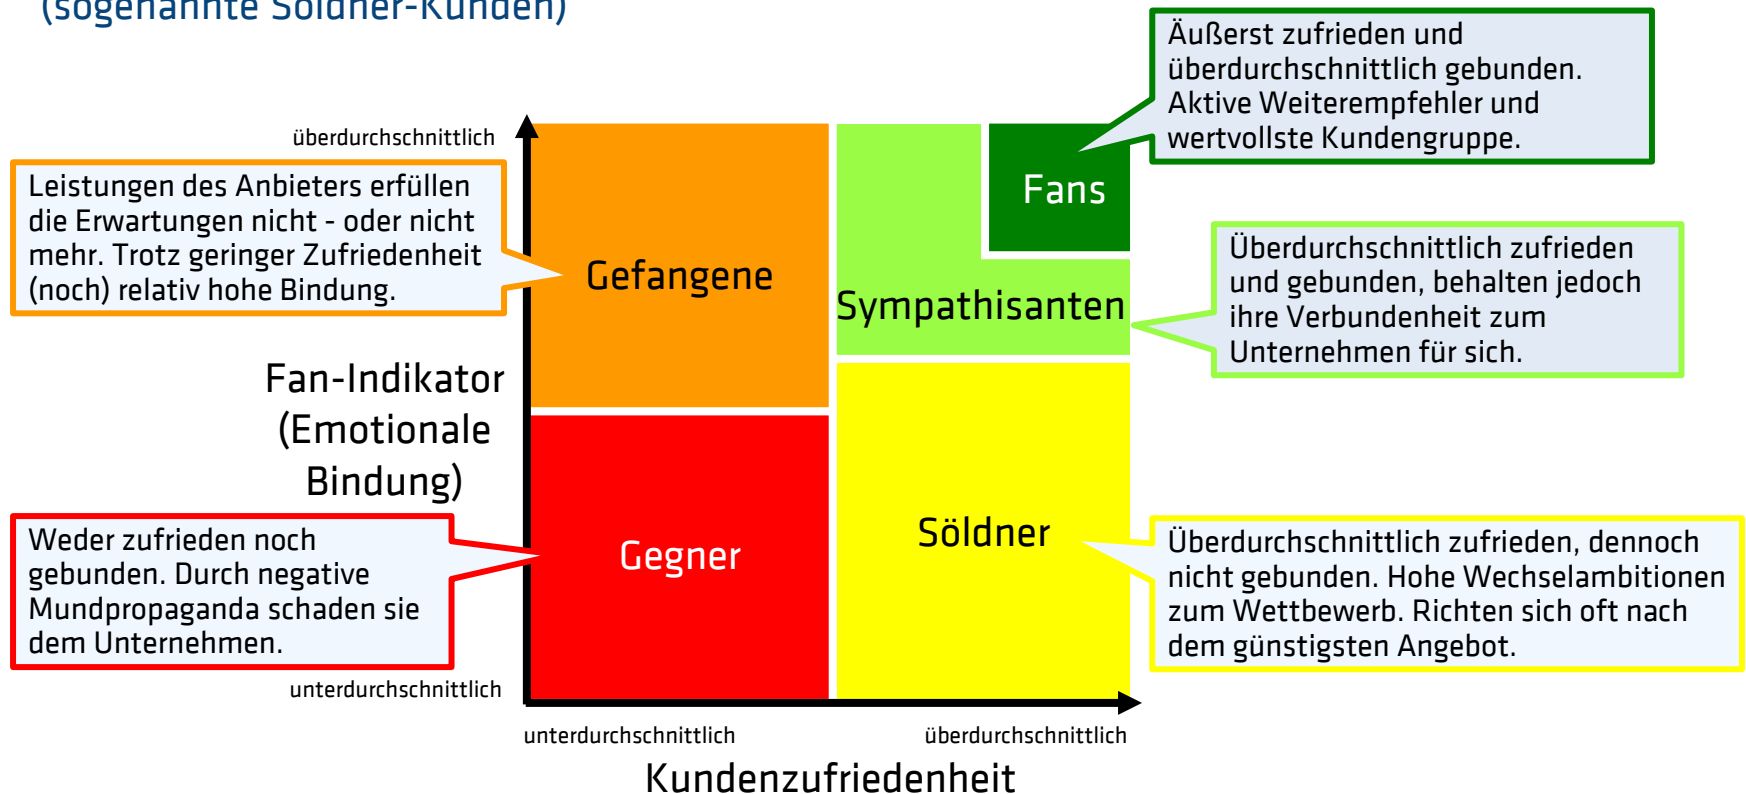 (sogenannte Söldner-Kunden)
Äußerst zufrieden und
überdurchschnittlich gebunden.
Aktive Weiterempfehler und
wertvollste Kundengruppe.
überdurchschnittlich
Leistungen des Anbieters erfüllen
die Erwartungen nicht - oder nicht
mehr. Trotz geringer Zufriedenheit
(noch) relativ hohe Bindung.
Gefangene
Fans
Sympathisanten
Überdurchschnittlich zufrieden
und gebunden, behalten jedoch
ihre Verbundenheit zum
Unternehmen für sich.
Fan-Indikator
(Emotionale
Bindung)
Weder zufrieden noch
gebunden. Durch negative
Mundpropaganda schaden sie
dem Unternehmen.
Gegner
Söldner
Überdurchschnittlich zufrieden, dennoch
nicht gebunden. Hohe Wechselambitionen
zum Wettbewerb. Richten sich oft nach
dem günstigsten Angebot.
unterdurchschnittlich
unterdurchschnittlich
überdurchschnittlich
Kundenzufriedenheit